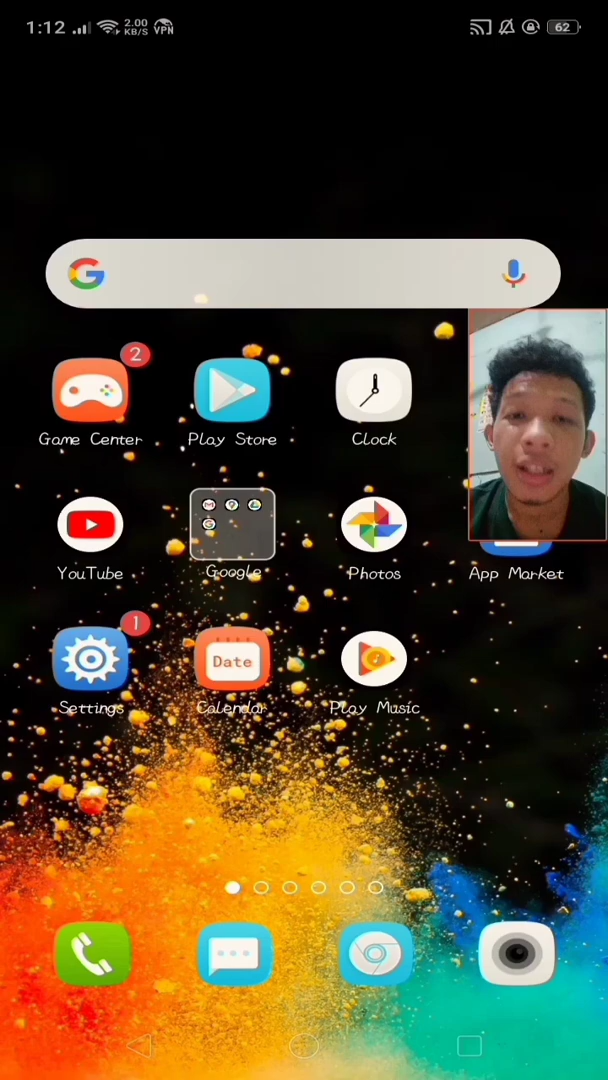 1:12 2.00 KB/S VPN 62
2
Game Center Play Store Clock
YouTube Google Photos App Market
1
Settings Date Calendar Play Music